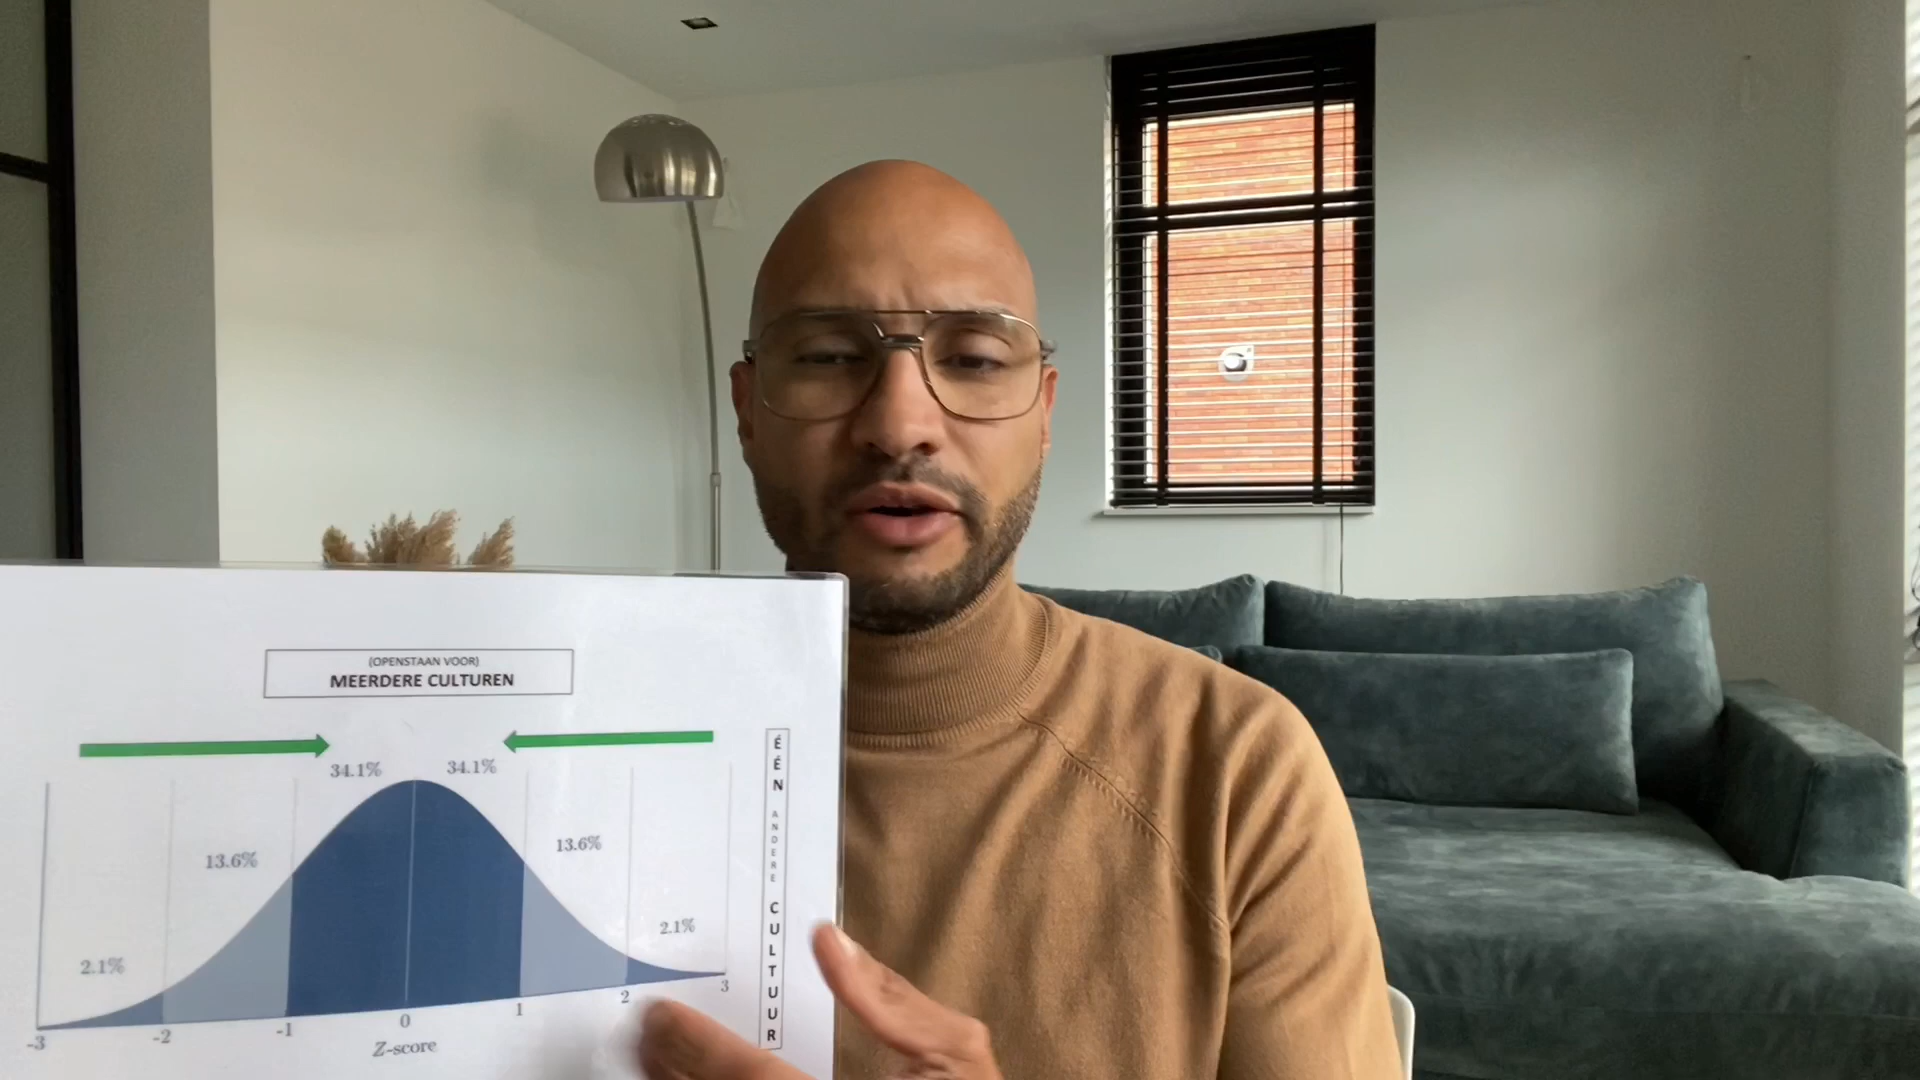 (OPENSTAAN VOOR)
MEERDERE CULTUREN
34.1% 34.1%
13.6% 13.6%
2.1% 2.1%
-3 -2 -1 0 1 2 3
Z-score
ÉÉN ANDERE CULTUUR